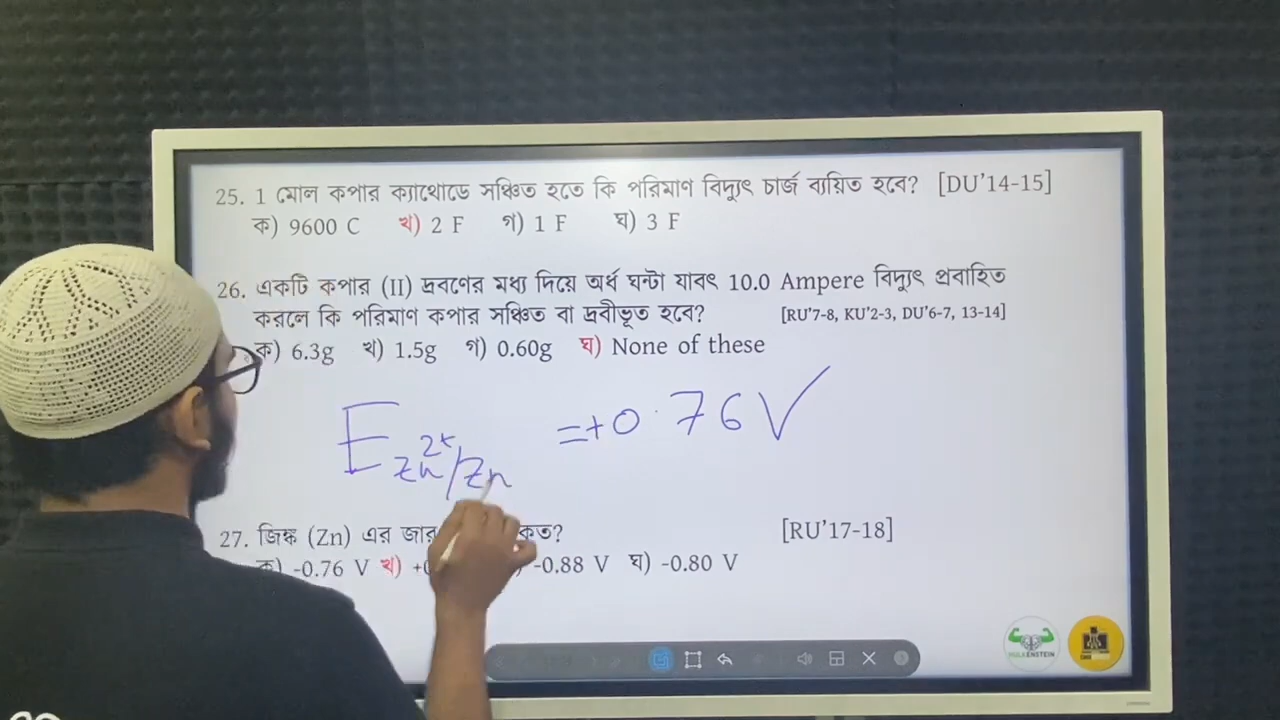 25. 1 মোল কপার ক্যাথোডে সঞ্চিত হতে কি পরিমাণ বিদ্যুৎ চার্জ ব্যয়িত হবে? [DU'14-15]
ক) 9600 C খ) 2 F গ) 1 F ঘ) 3 F
26. একটি কপার (II) দ্রবণের মধ্য দিয়ে অর্ধ ঘন্টা যাবৎ 10.0 Ampere বিদ্যুৎ প্রবাহিত
করলে কি পরিমাণ কপার সঞ্চিত বা দ্রবীভূত হবে? [RU'7-8, KU'2-3, DU'6-7, 13-14]
ক) 6.3g খ) 1.5g গ) 0.60g ঘ) None of these
E Zn2+/Zn = +0.76 V
27. জিঙ্ক (Zn) এর কত? [RU'17-18]
ক) -0.76 V খ) -0.88 V ঘ) -0.80 V
HULKENSTEIN